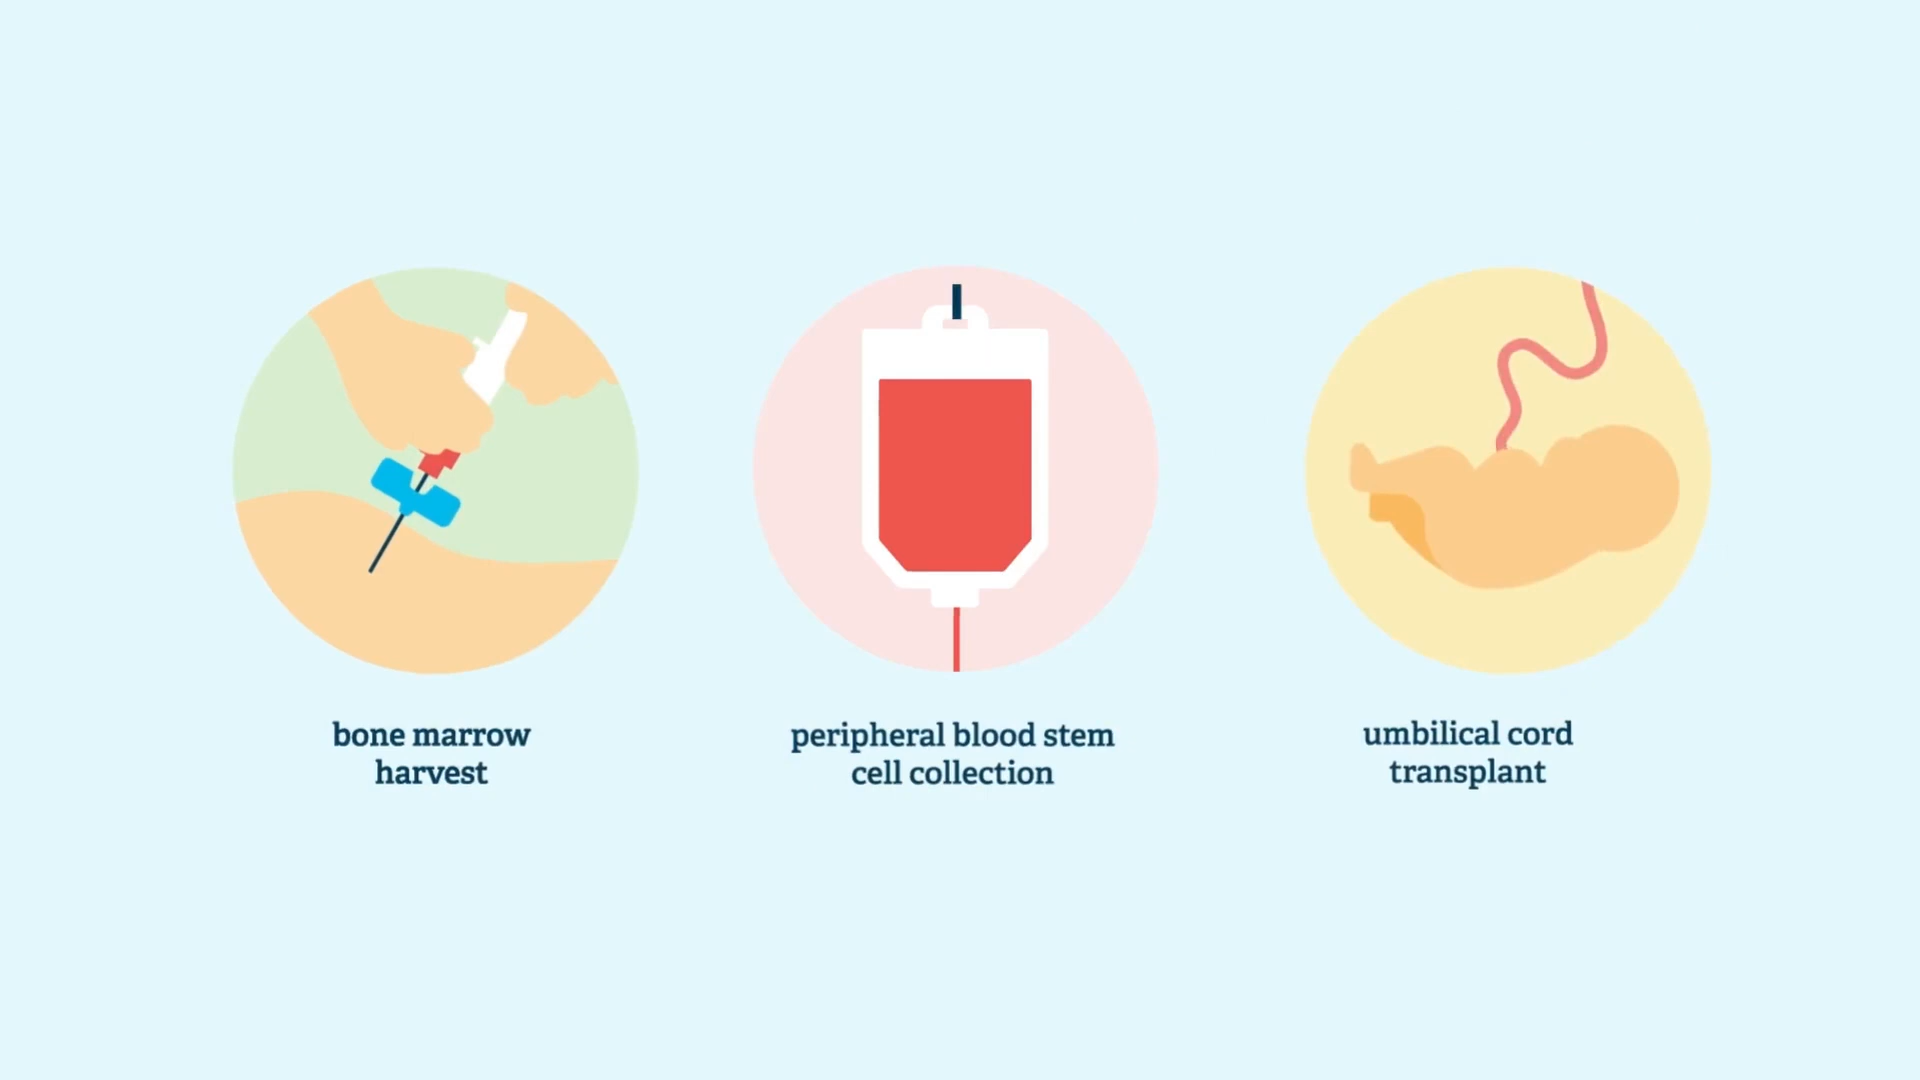 bone marrow
harvest
peripheral blood stem
cell collection
umbilical cord
transplant